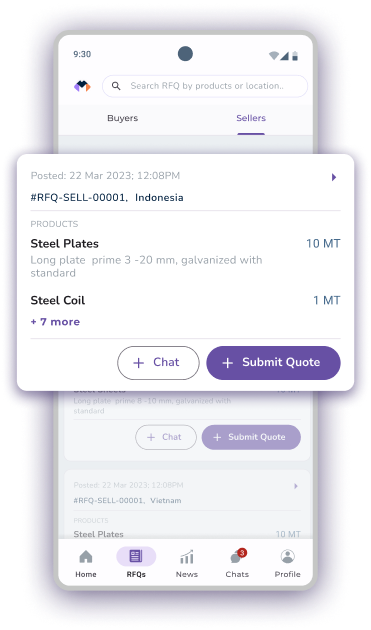 9:30
Search RFQ by products or location..
Buyers
Sellers
Posted: 22 Mar 2023; 12:08PM
#RFQ-SELL-00001, Indonesia
PRODUCTS
Steel Plates 10 MT
Long plate prime 3 -20 mm, galvanized with
standard
Steel Coil 1 MT
+ 7 more
+ Chat
+ Submit Quote
Long plate prime 8 -20 mm, galvanized with
standard
+ Chat
+ Submit Quote
Posted: 22 Mar 2023; 12:08PM
#RFQ-SELL-00001, Vietnam
PRODUCTS
Steel Plates 10 MT
3
Home
RFQs
News
Chats
Profile